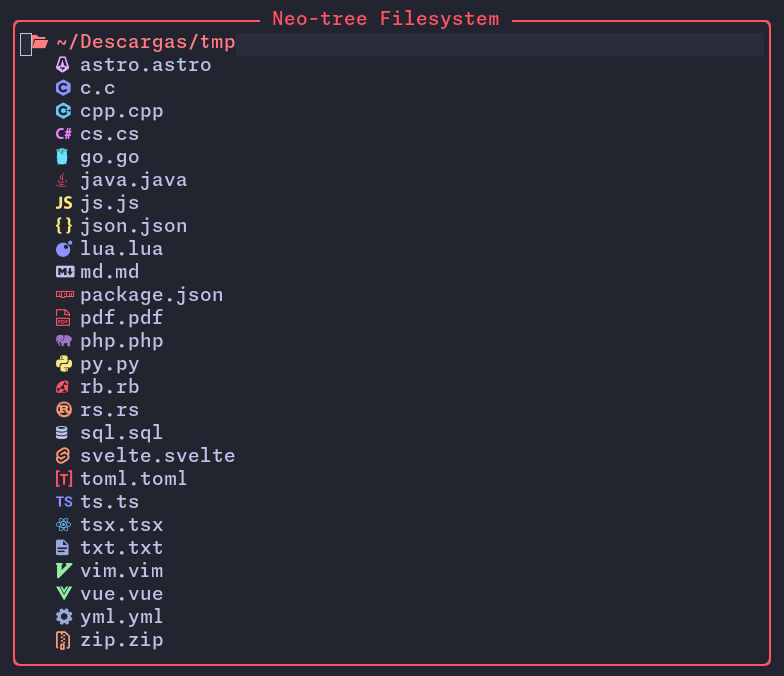 Neo-tree Filesystem
~/Descargas/tmp
astro.astro
c.c
cpp.cpp
C# cs.cs
go.go
java.java
JS js.js
{} json.json
lua.lua
md.md
package.json
pdf.pdf
php.php
py.py
rb.rb
rs.rs
sql.sql
svelte.svelte
[T] toml.toml
TS ts.ts
tsx.tsx
txt.txt
vim.vim
vue.vue
yml.yml
zip.zip